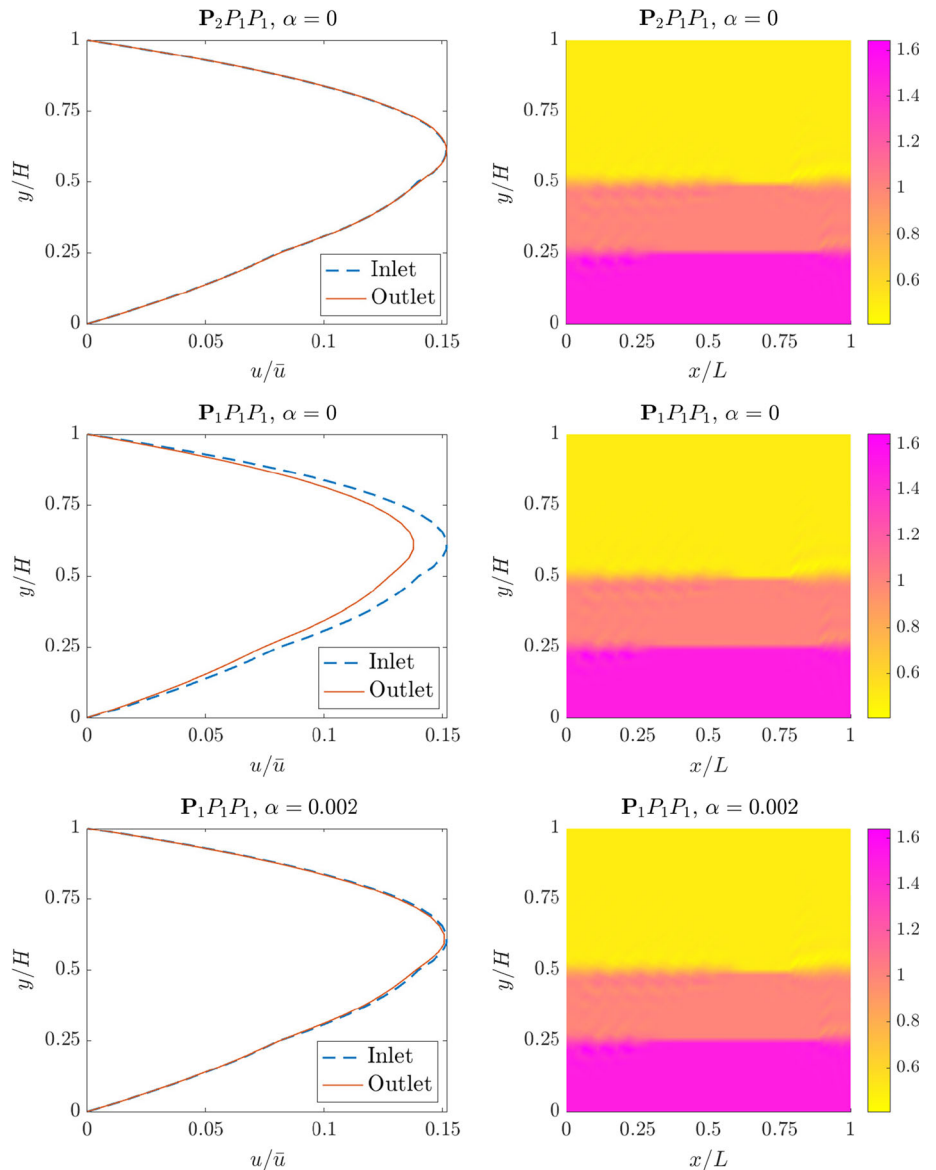 P₂P₁P₁, α = 0
1
0.75
y/H
0.5
0.25
0
Inlet
Outlet
0 0.05 0.1 0.15
u/ū
P₂P₁P₁, α = 0
1
0.75
y/H
0.5
0.25
0
0 0.25 0.5 0.75 1
x/L
1.6
1.4
1.2
1
0.8
0.6
P₁P₁P₁, α = 0
1
0.75
y/H
0.5
0.25
0
Inlet
Outlet
0 0.05 0.1 0.15
u/ū
P₁P₁P₁, α = 0
1
0.75
y/H
0.5
0.25
0
0 0.25 0.5 0.75 1
x/L
1.6
1.4
1.2
1
0.8
0.6
P₁P₁P₁, α = 0.002
1
0.75
y/H
0.5
0.25
0
Inlet
Outlet
0 0.05 0.1 0.15
u/ū
P₁P₁P₁, α = 0.002
1
0.75
y/H
0.5
0.25
0
0 0.25 0.5 0.75 1
x/L
1.6
1.4
1.2
1
0.8
0.6